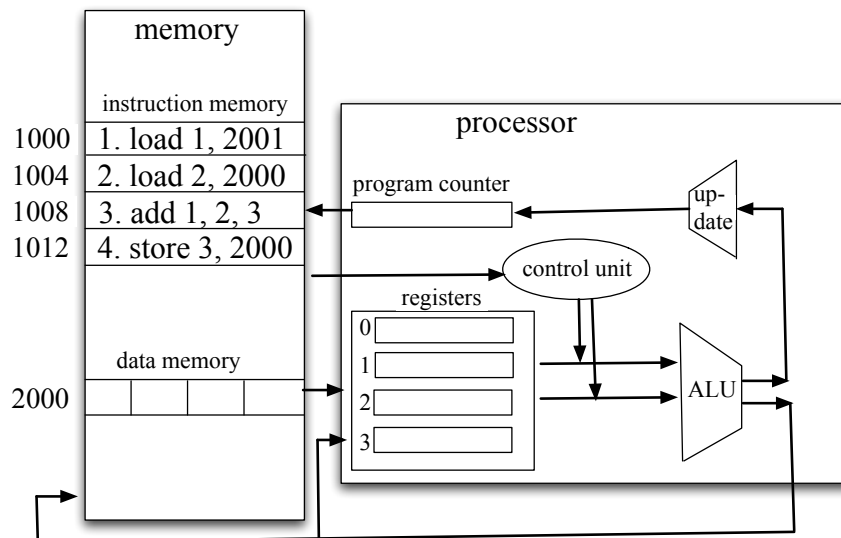 memory
instruction memory
1000 1. load 1, 2001
1004 2. load 2, 2000
1008 3. add 1, 2, 3
1012 4. store 3, 2000
data memory
2000
processor
program counter
up-
date
control unit
registers
0
1
2
3
ALU